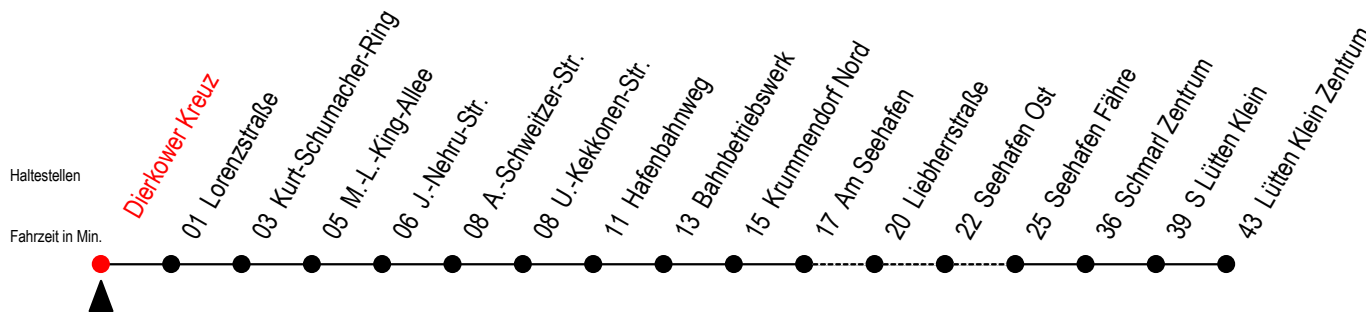 Haltestellen
Fahrzeit in Min.
Dierkower Kreuz
01 Lorenzstraße
03 Kurt-Schumacher-Ring
05 M.-L.-King-Allee
06 J.-Nehru-Str.
08 A.-Schweitzer-Str.
08 U.-Kekkonen-Str.
11 Hafenbahnweg
13 Bahnbetriebswerk
15 Krummendorf Nord
17 Am Seehafen
20 Liebherrstraße
22 Seehafen Ost
25 Seehafen Fähre
36 Schmarl Zentrum
39 S Lütten Klein
43 Lütten Klein Zentrum